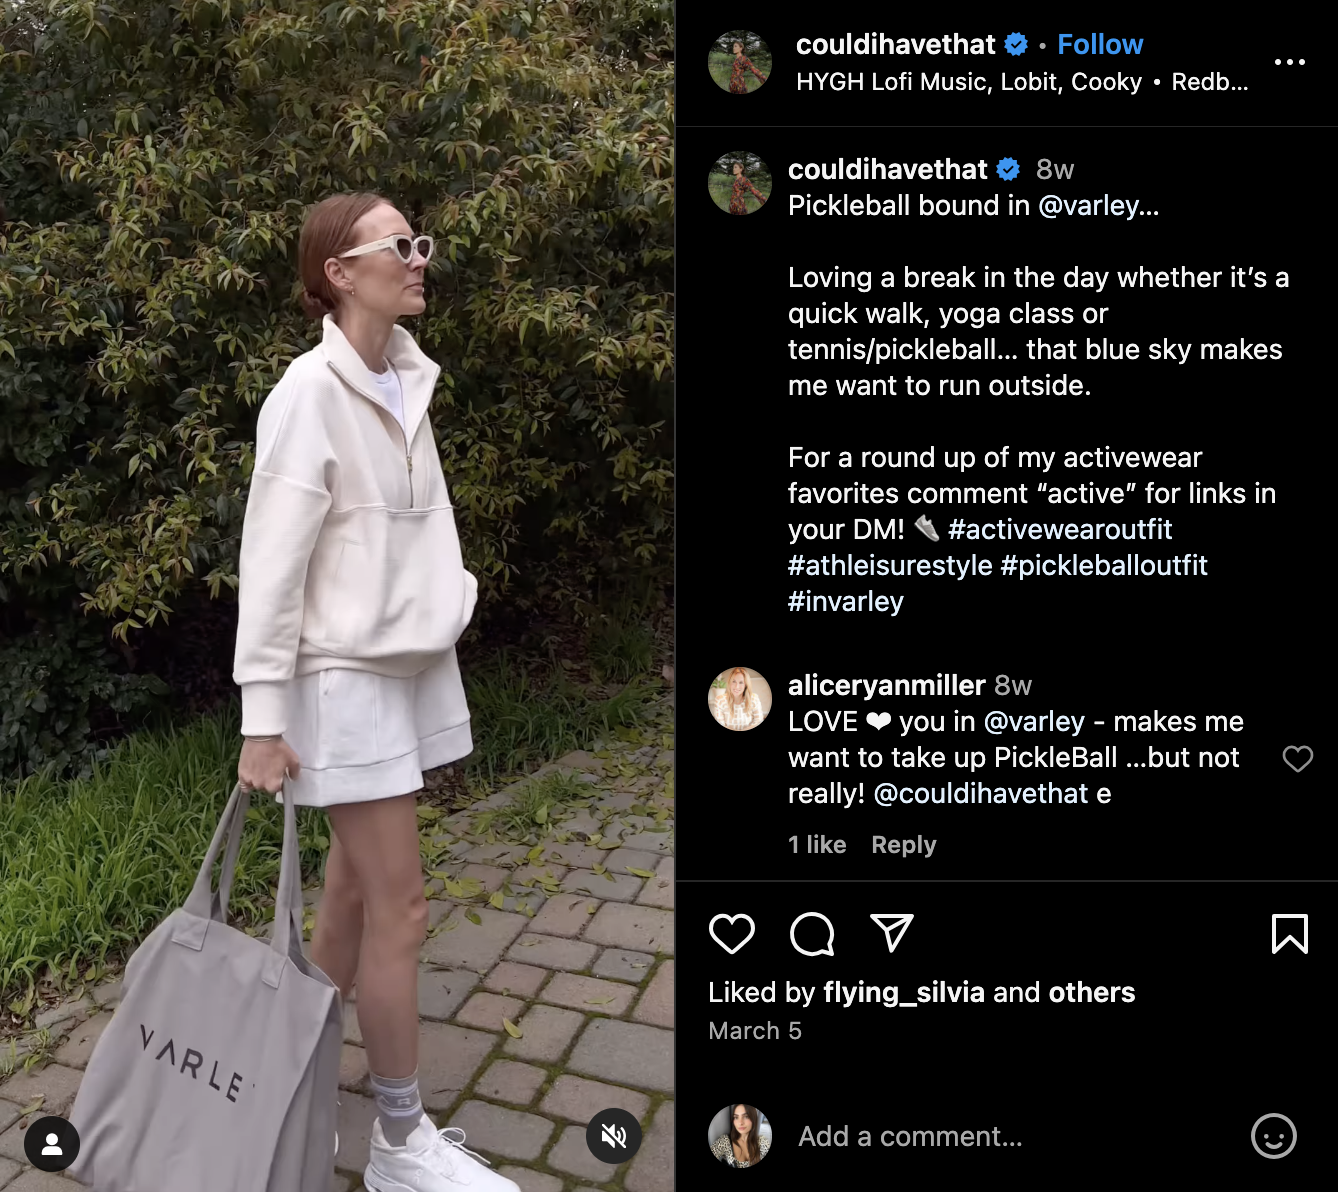 couldihavethat • Follow
HYGH Lofi Music, Lobit, Cooky • Redb...
couldihavethat 8w
Pickleball bound in @varley...
Loving a break in the day whether it’s a
quick walk, yoga class or
tennis/pickleball... that blue sky makes
me want to run outside.
For a round up of my activewear
favorites comment “active” for links in
your DM! 👟 #activewearoutfit
#athleisurestyle #pickleballoutfit
#invarley
aliceryanmiller 8w
LOVE ❤ you in @varley - makes me
want to take up PickleBall ...but not
really! @couldihavethat e
1 like Reply
Liked by flying_silvia and others
March 5
Add a comment...
VARLE